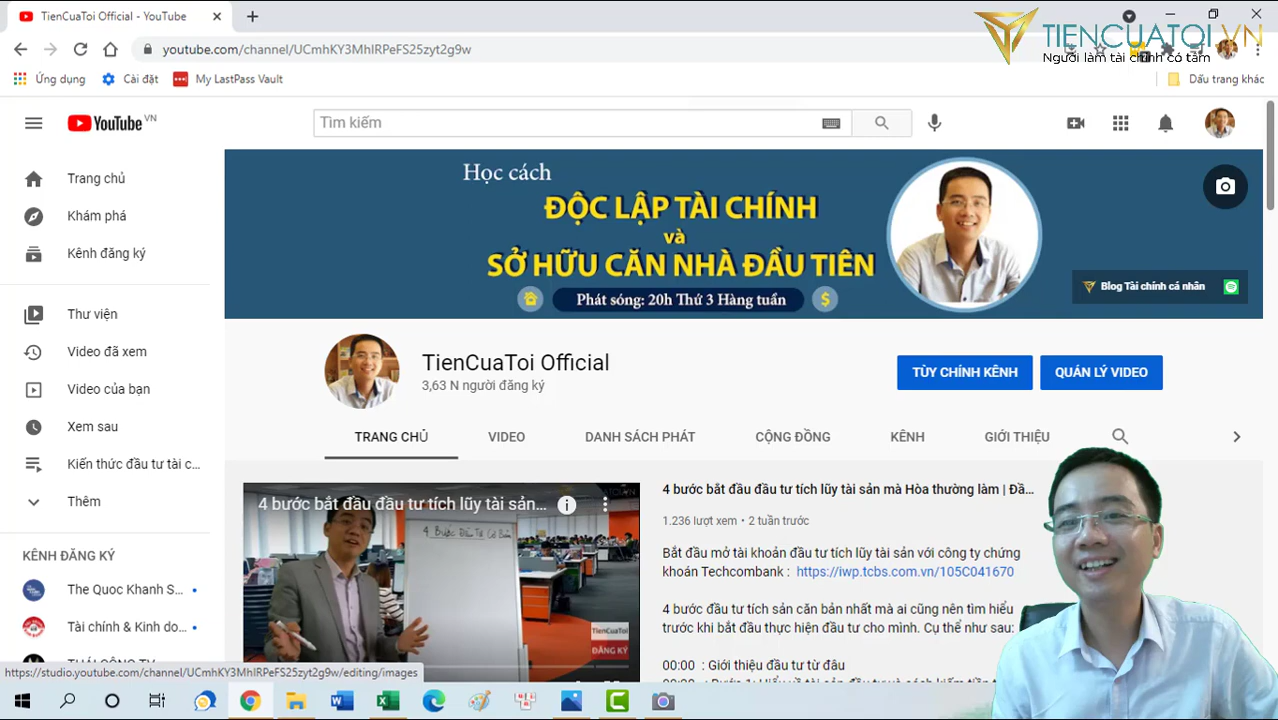 TienCuaToi Official - YouTube
TIENCUATOI.VN
Người làm tài chính có tâm
youtube.com/channel/UCmhKY3MhIRPeFS25zyt2g9w
Ứng dụng
Cài đặt
My LastPass Vault
Dấu trang khác
YouTube VN
Tìm kiếm
Trang chủ
Khám phá
Kênh đăng ký
Thư viện
Video đã xem
Video của bạn
Xem sau
Kiến thức đầu tư tài c...
Thêm
KÊNH ĐĂNG KÝ
The Quoc Khanh S...
Tài chính & Kinh do...
Học cách
ĐỘC LẬP TÀI CHÍNH
và
SỞ HỮU CĂN NHÀ ĐẦU TIÊN
Phát sóng: 20h Thứ 3 Hàng tuần
$
Blog Tài chính cá nhân
TienCuaToi Official
3,63 N người đăng ký
TÙY CHỈNH KÊNH
QUẢN LÝ VIDEO
TRANG CHỦ
VIDEO
DANH SÁCH PHÁT
CỘNG ĐỒNG
KÊNH
GIỚI THIỆU
4 bước bắt đầu đầu tư tích lũy tài sản...
4 Bước Đầu Tư Cơ Bản
TienCuaToi
ĐĂNG KÝ
4 bước bắt đầu đầu tư tích lũy tài sản mà Hòa thường làm | Đầ...
1.236 lượt xem • 2 tuần trước
Bắt đầu mở tài khoản đầu tư tích lũy tài sản với công ty chứng
khoán Techcombank : https://iwp.tcbs.com.vn/105C041670
4 bước đầu tư tích sản căn bản nhất mà ai cũng nên tìm hiểu
trước khi bắt đầu thực hiện đầu tư cho mình. Cụ thể như sau:
00:00 : Giới thiệu đầu tư từ đâu
https://studio.youtube.com/channel/UCmhKY3MhIRPeFS25zyt2g9w/editing/images